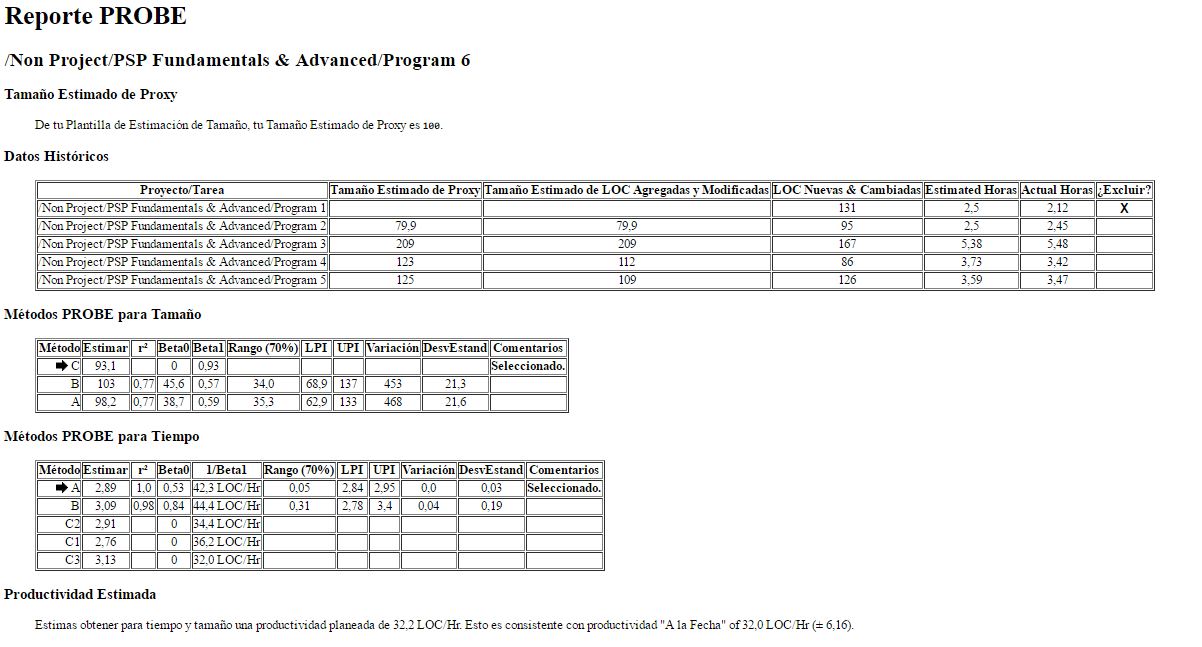 Reporte PROBE
/Non Project/PSP Fundamentals & Advanced/Program 6
Tamaño Estimado de Proxy
De tu Plantilla de Estimación de Tamaño, tu Tamaño Estimado de Proxy es 100.
Datos Históricos
Proyecto/Tarea Tamaño Estimado de Proxy Tamaño Estimado de LOC Agregadas y Modificadas LOC Nuevas & Cambiadas Estimated Horas Actual Horas ¿Excluir?
/Non Project/PSP Fundamentals & Advanced/Program 1 131 2,5 2,12 X
/Non Project/PSP Fundamentals & Advanced/Program 2 79,9 79,9 95 2,5 2,45
/Non Project/PSP Fundamentals & Advanced/Program 3 209 209 167 5,38 5,48
/Non Project/PSP Fundamentals & Advanced/Program 4 123 112 86 3,73 3,42
/Non Project/PSP Fundamentals & Advanced/Program 5 125 109 126 3,59 3,47
Métodos PROBE para Tamaño
Método Estimar r² Beta0 Beta1 Rango (70%) LPI UPI Variación DesvEstand Comentarios
🡆 C 93,1 0 0,93 Seleccionado.
B 103 0,77 45,6 0,57 34,0 68,9 137 453 21,3
A 98,2 0,77 38,7 0,59 35,3 62,9 133 468 21,6
Métodos PROBE para Tiempo
Método Estimar r² Beta0 1/Beta1 Rango (70%) LPI UPI Variación DesvEstand Comentarios
🡆 A 2,89 1,0 0,53 42,3 LOC/Hr 0,05 2,84 2,95 0,0 0,03 Seleccionado.
B 3,09 0,98 0,84 44,4 LOC/Hr 0,31 2,78 3,4 0,04 0,19
C2 2,91 0 34,4 LOC/Hr
C1 2,76 0 36,2 LOC/Hr
C3 3,13 0 32,0 LOC/Hr
Productividad Estimada
Estimas obtener para tiempo y tamaño una productividad planeada de 32,2 LOC/Hr. Esto es consistente con productividad "A la Fecha" of 32,0 LOC/Hr (± 6,16).